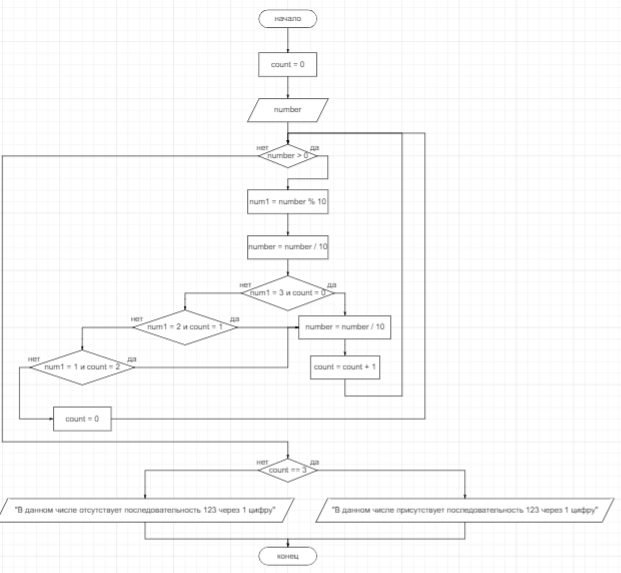 начало
count = 0
number
нет
да
number > 0
num1 = number % 10
number = number / 10
нет
да
num1 = 3 и count = 0
нет
да
num1 = 2 и count = 1
number = number / 10
нет
да
num1 = 1 и count = 2
count = count + 1
count = 0
нет
да
count == 3
"В данном числе отсутствует последовательность 123 через 1 цифру"
"В данном числе присутствует последовательность 123 через 1 цифру"
конец